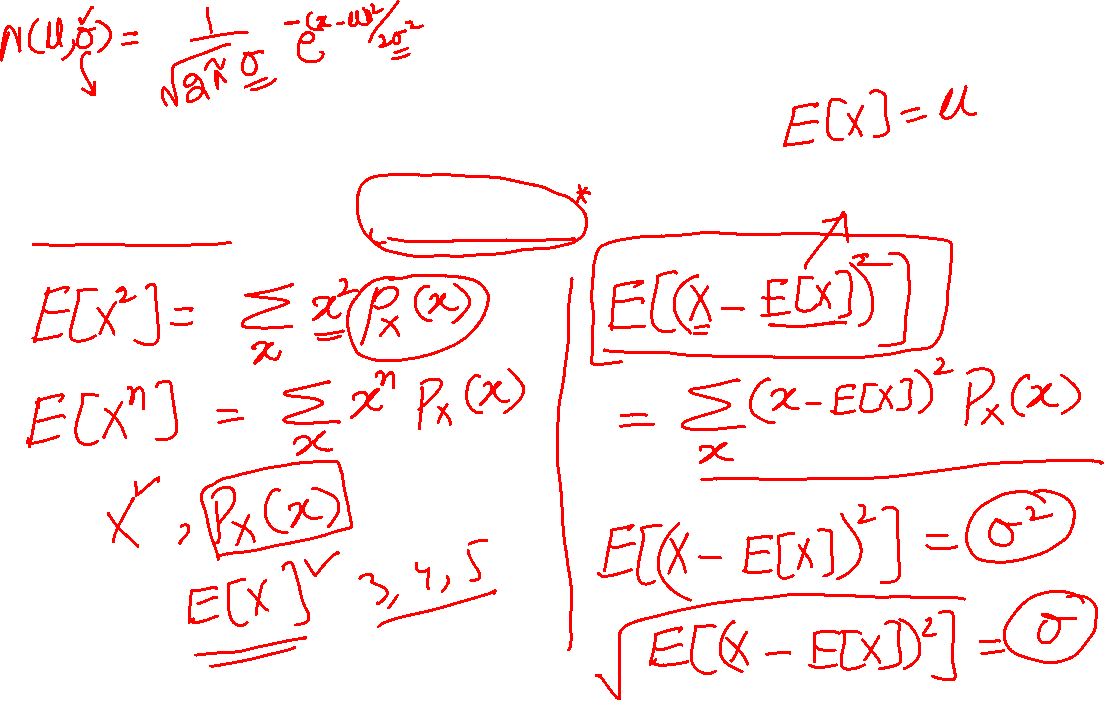 N(μ,σ) = 1/√2π σ e^-(x-μ)²/2σ²
E[X] = μ
*
E[X²] = Σ_x x² P_X(x)
E[Xⁿ] = Σ_x xⁿ P_X(x)
X ✓, P_X(x)
E[X] ✓ 3, 4, 5
E[(X - E[X])²]
= Σ_x (x - E[X])² P_X(x)
E[(X - E[X])²] = σ²
√E[(X - E[X])²] = σ